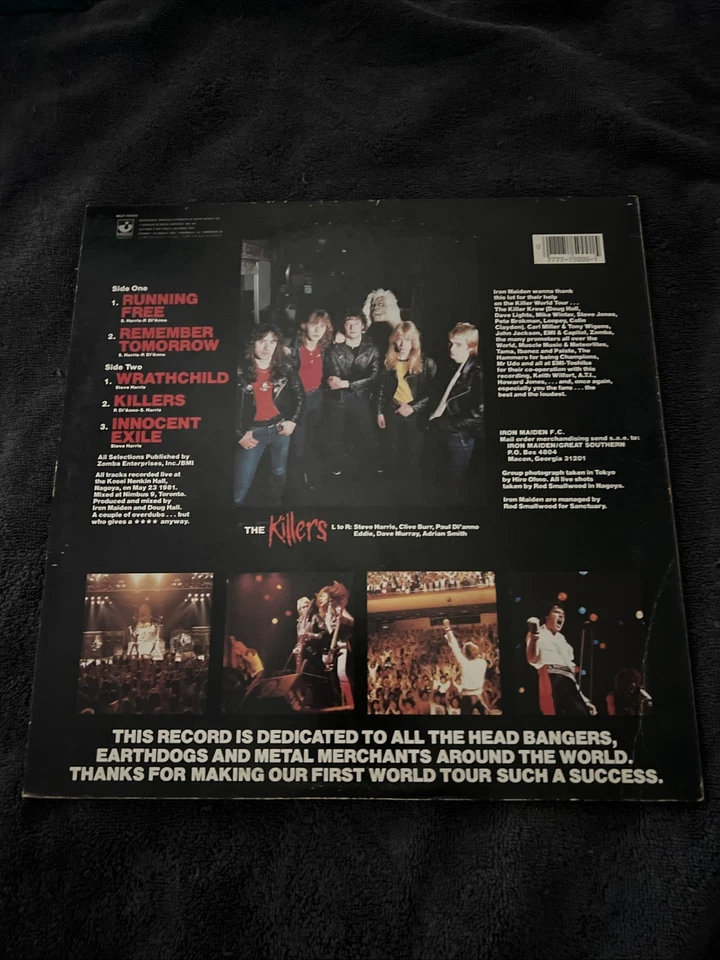 Side One
1. RUNNING
FREE
S. Harris-P. Di'Anno
2. REMEMBER
TOMORROW
S. Harris-P. Di'Anno
Side Two
1. WRATHCHILD
Steve Harris
2. KILLERS
P. Di'Anno-S. Harris
3. INNOCENT
EXILE
Steve Harris
All Selections Published by
Zomba Enterprises, Inc./BMI
All tracks recorded live at
the Kosei Nenkin Hall,
Nagoya, on May 23 1981.
Mixed at Nimbus 9, Toronto.
Produced and mixed by
Iron Maiden and Doug Hall.
A couple of overdubs . . . but
who gives a ★★★★ anyway.
THE Killers L to R: Steve Harris, Clive Burr, Paul Di'anno
Eddie, Dave Murray, Adrian Smith
0 7777-15000-1
Iron Maiden wanna thank
this lot for their help
on the Killer World Tour . . .
The Killer Krew (Doug Hall,
Dave Lights, Mike Winter, Steve Jones,
Pete Brokman, Loopey, Colin
Claydon), Carl Miller & Tony Wigens,
John Jackson, EMI & Capitol, Zomba,
the many promoters all over the
World, Muscle Music & Meteorlites,
Tama, Ibanez and Paiste, The
Hammers for being Champions,
Mr Udo and all at EMI-Toshiba
for their co-operation with this
recording, Keith Wilfort, A.T.I.,
Howard Jones, . . . and, once again,
especially you the fans . . . the
best and the loudest.
IRON MAIDEN F.C.
Mail order merchandising send s.a.e. to:
IRON MAIDEN/GREAT SOUTHERN
P.O. Box 4804
Macon, Georgia 31201
Group photograph taken in Tokyo
by Hiro Ohno. All live shots
taken by Rod Smallwood in Nagoya.
Iron Maiden are managed by
Rod Smallwood for Sanctuary.
THIS RECORD IS DEDICATED TO ALL THE HEAD BANGERS,
EARTHDOGS AND METAL MERCHANTS AROUND THE WORLD.
THANKS FOR MAKING OUR FIRST WORLD TOUR SUCH A SUCCESS.